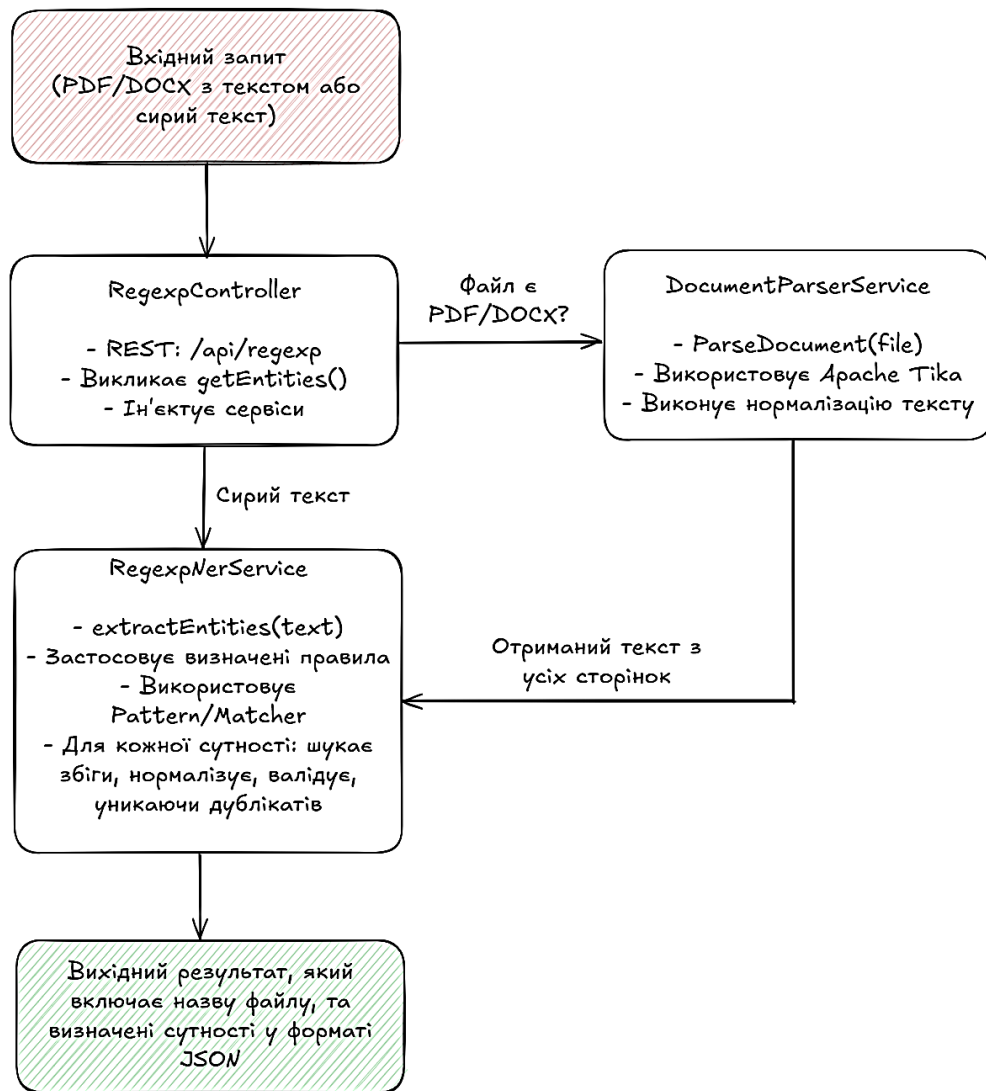 Вхідний запит
(PDF/DOCX з текстом або
сирий текст)
RegexpController
- REST: /api/regexp
- Викликає getEntities()
- Ін'єктує сервіси
Файл є
PDF/DOCX?
DocumentParserService
- ParseDocument(file)
- Використовує Apache Tika
- Виконує нормалізацію тексту
Сирий текст
RegexpNerService
- extractEntities(text)
- Застосовує визначені правила
- Використовує
Pattern/Matcher
- Для кожної сутності: шукає
збіги, нормалізує, валідує,
уникаючи дублікатів
Отриманий текст з
усіх сторінок
Вихідний результат, який
включає назву файлу, та
визначені сутності у форматі
JSON